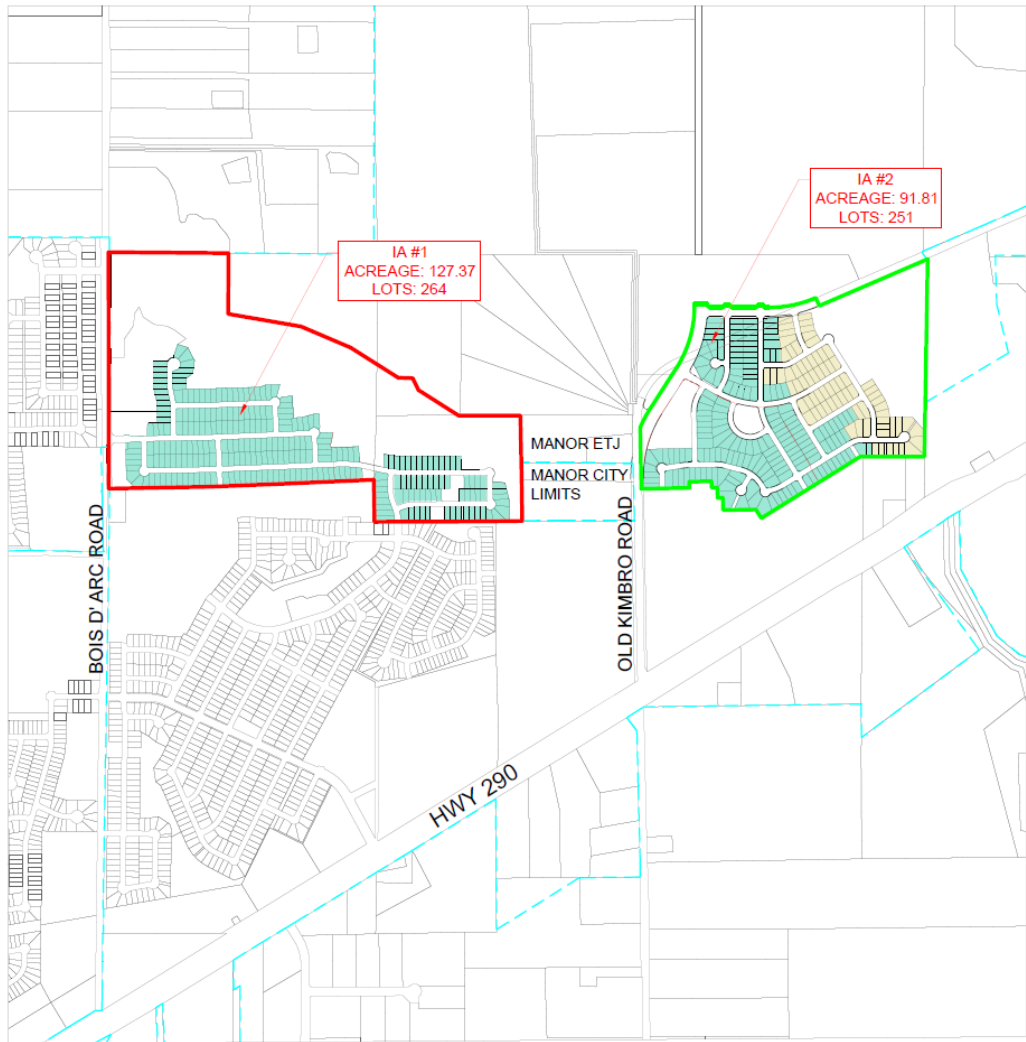 IA #2
ACREAGE: 91.81
LOTS: 251
IA #1
ACREAGE: 127.37
LOTS: 264
MANOR ETJ
MANOR CITY
LIMITS
BOIS D' ARC ROAD
OLD KIMBRO ROAD
HWY 290